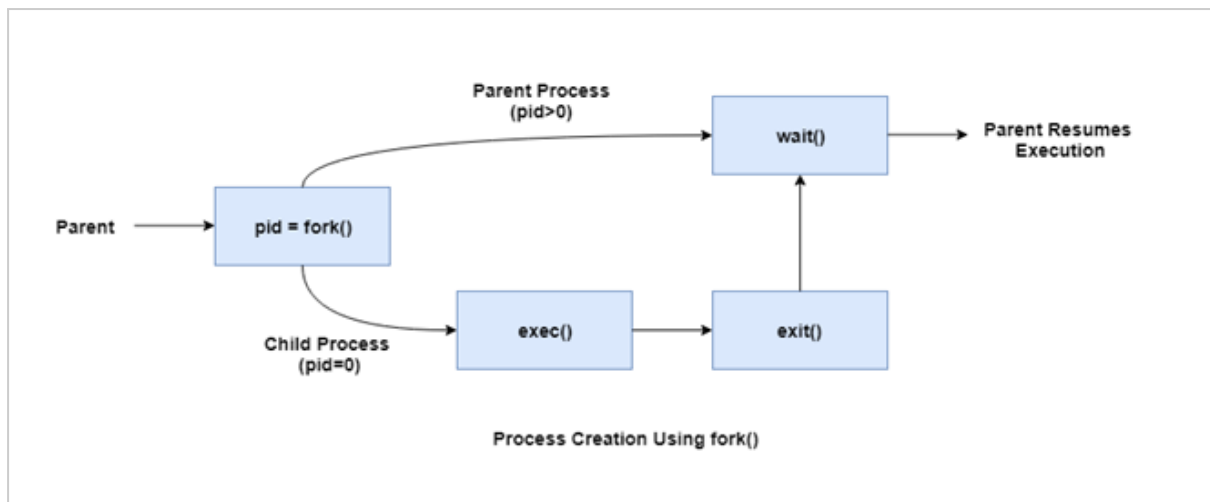 Parent Process
(pid>0)
wait()
Parent Resumes
Execution
Parent
pid = fork()
Child Process
(pid=0)
exec()
exit()
Process Creation Using fork()